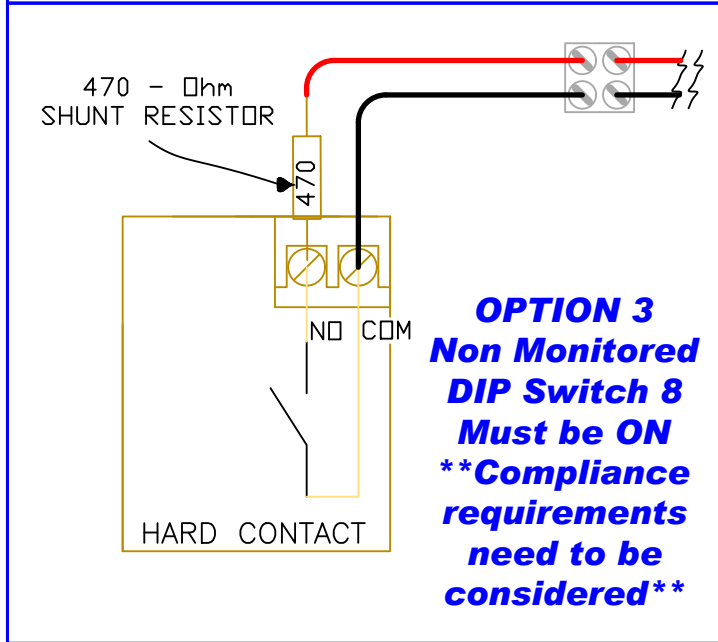 470 - Ohm
SHUNT RESISTOR
470
NO COM
OPTION 3
Non Monitored
DIP Switch 8
Must be ON
**Compliance
requirements
need to be
considered**
HARD CONTACT